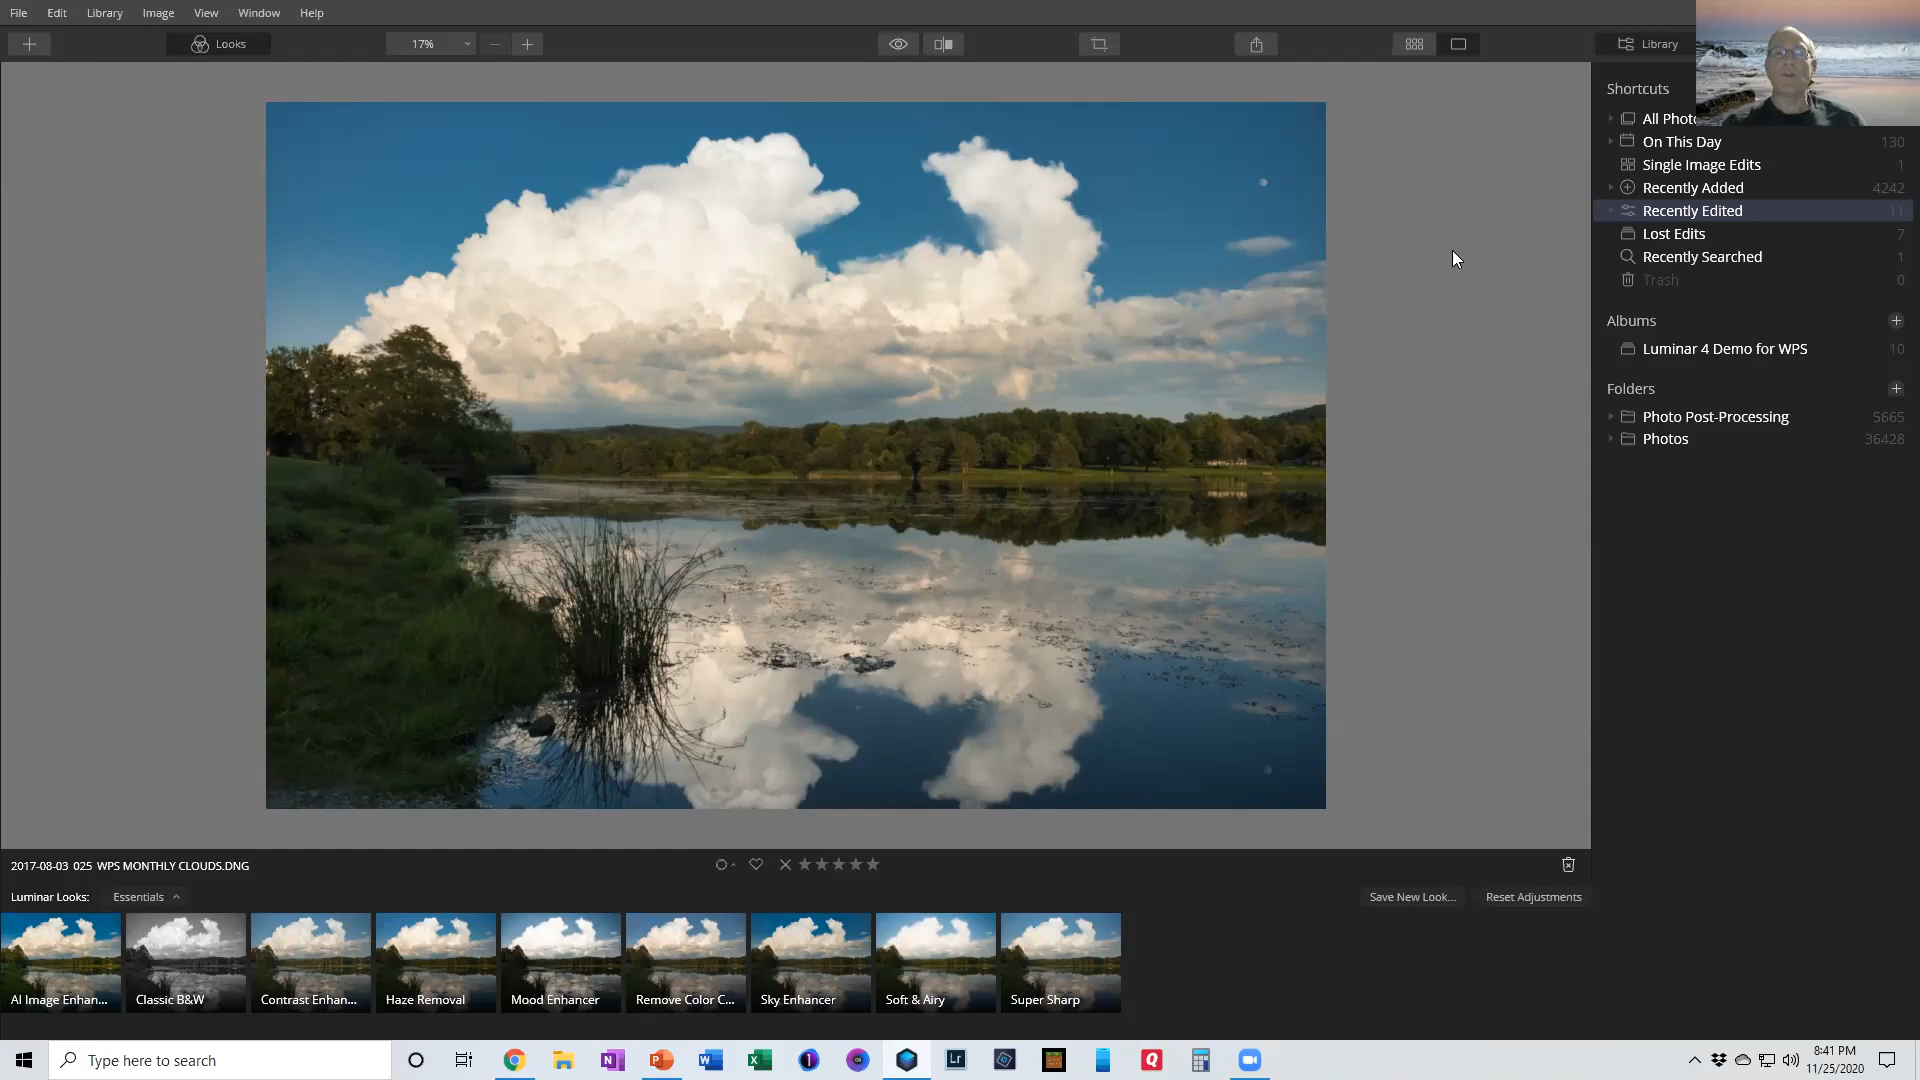 File Edit Library Image View Window Help
Looks 17% Library
Shortcuts
All Photo
On This Day 130
Single Image Edits 1
Recently Added 4242
Recently Edited 11
Lost Edits 7
Recently Searched 1
Trash 0
Albums
Luminar 4 Demo for WPS 10
Folders
Photo Post-Processing 5665
Photos 36428
2017-08-03 025 WPS MONTHLY CLOUDS.DNG
Luminar Looks: Essentials Save New Look... Reset Adjustments
AI Image Enhan... Classic B&W Contrast Enhan... Haze Removal Mood Enhancer Remove Color C... Sky Enhancer Soft & Airy Super Sharp
Type here to search
8:41 PM
11/25/2020